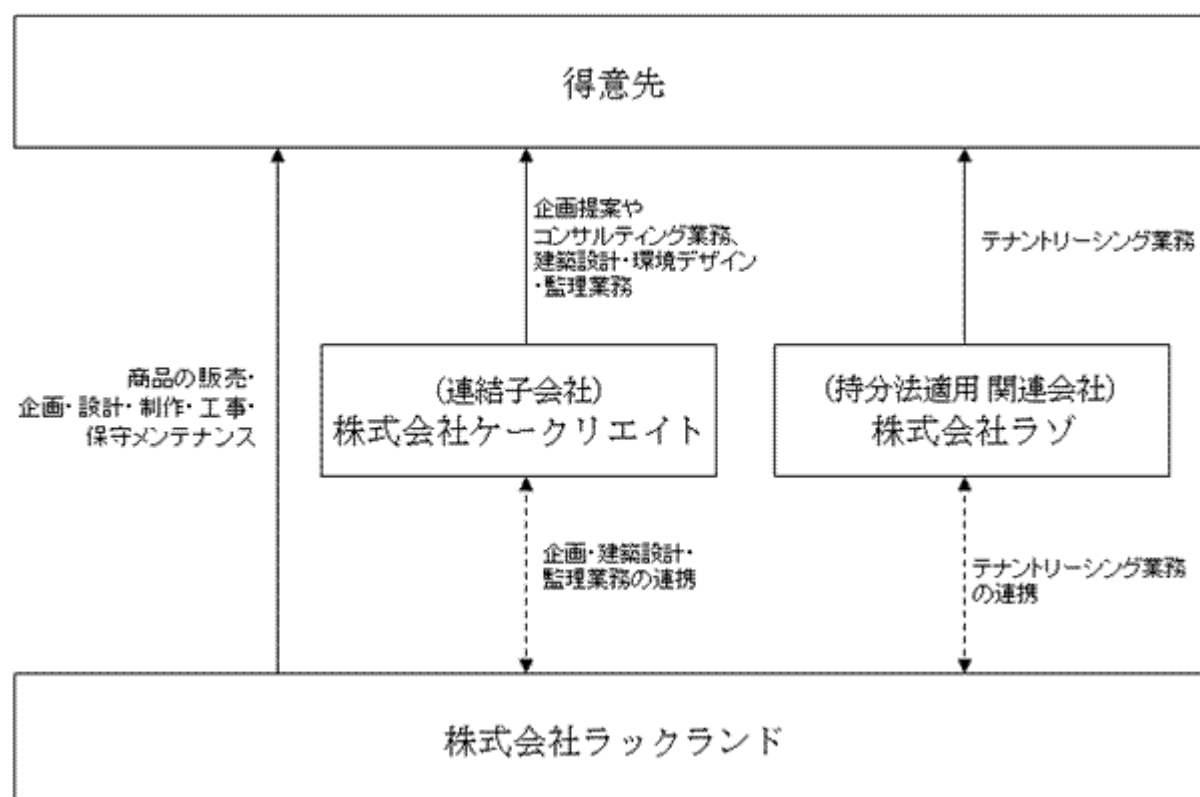 得意先
企画提案や
コンサルティング業務、
建築設計・環境デザイン
・監理業務
テナントリーシング業務
商品の販売・
企画・設計・制作・工事・
保守メンテナンス
(連結子会社)
株式会社ケークリエイト
(持分法適用 関連会社)
株式会社ラゾ
企画・建築設計・
監理業務の連携
テナントリーシング業務
の連携
株式会社ラックランド